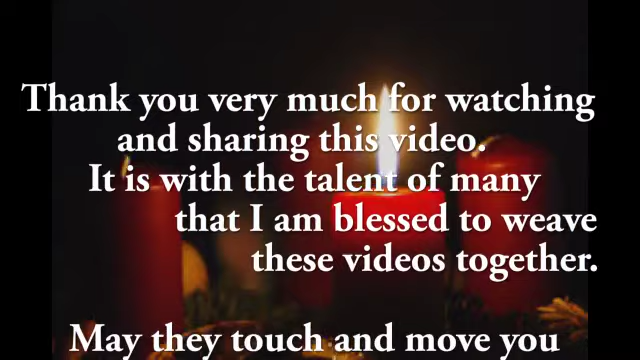 Thank you very much for watching
and sharing this video.
It is with the talent of many
that I am blessed to weave
these videos together.
May they touch and move you